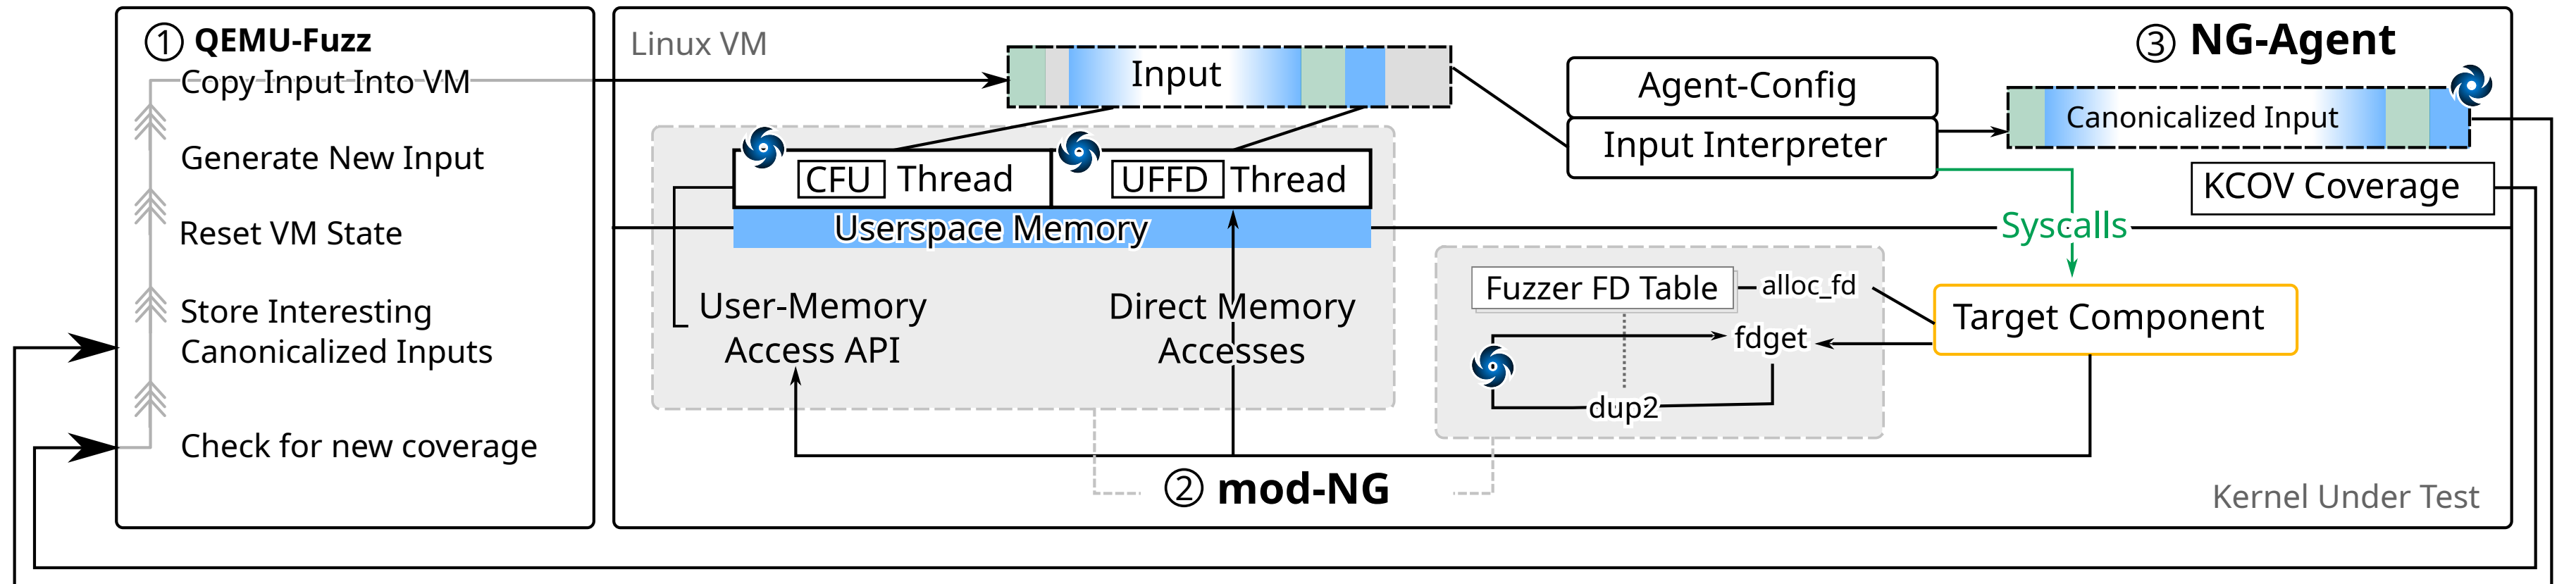 ① QEMU-Fuzz
Copy Input Into VM
Generate New Input
Reset VM State
Store Interesting
Canonicalized Inputs
Check for new coverage
Linux VM
Input
CFU Thread
UFFD Thread
Userspace Memory
User-Memory
Access API
Direct Memory
Accesses
② mod-NG
Agent-Config
Input Interpreter
③ NG-Agent
Canonicalized Input
KCOV Coverage
Syscalls
Fuzzer FD Table
alloc_fd
fdget
dup2
Target Component
Kernel Under Test